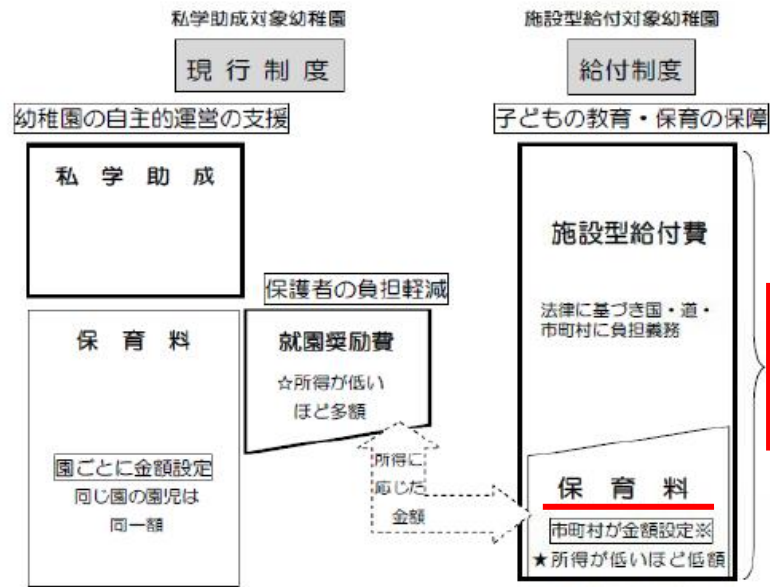 私学助成対象幼稚園
現行制度
幼稚園の自主的運営の支援
私学助成
保護者の負担軽減
保育料
園ごとに金額設定
同じ園の園児は
同一額
就園奨励費
☆所得が低い
ほど多額
所得に
応じた
金額
施設型給付対象幼稚園
給付制度
子どもの教育・保育の保障
施設型給付費
法律に基づき国・道・
市町村に負担義務
保育料
市町村が金額設定※
★所得が低いほど低額